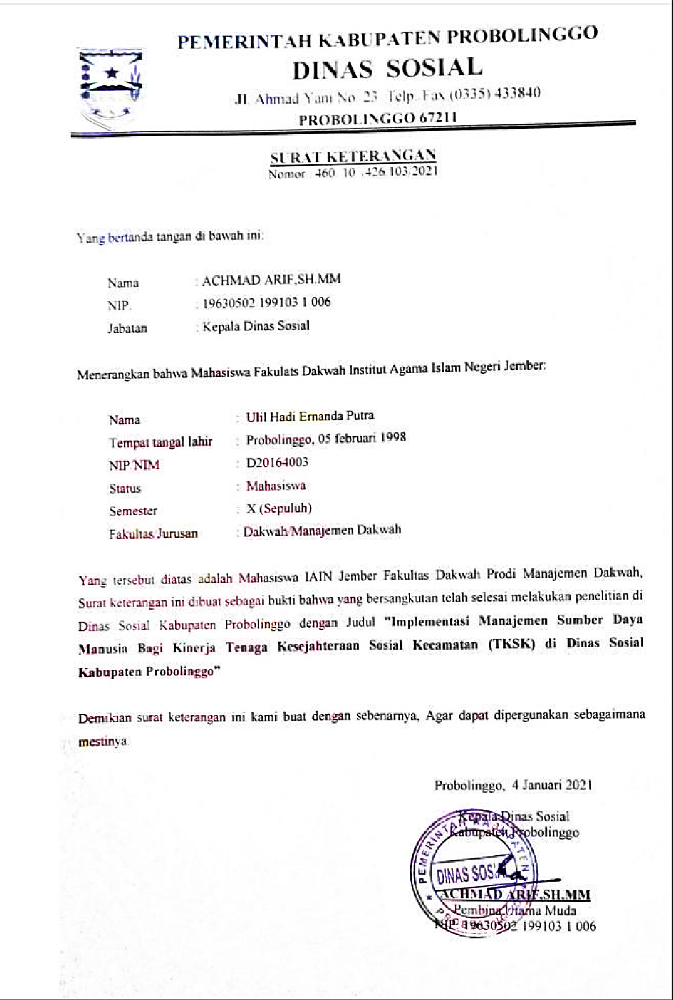 PEMERINTAH KABUPATEN PROBOLINGGO
DINAS SOSIAL
Jl. Ahmad Yani No. 23 Telp. Fax (0335) 433840
PROBOLINGGO 67211
SURAT KETERANGAN
Nomor 460 10 .426.103.2021
Yang bertanda tangan di bawah ini:
Nama : ACHMAD ARIF,SH.MM
NIP. : 19630502 199103 1 006
Jabatan : Kepala Dinas Sosial
Menerangkan bahwa Mahasiswa Fakulats Dakwah Institut Agama Islam Negeri Jember:
Nama : Ulil Hadi Ernanda Putra
Tempat tangal lahir : Probolinggo, 05 februari 1998
NIP/NIM : D20164003
Status : Mahasiswa
Semester : X (Sepuluh)
Fakultas/Jurusan : Dakwah/Manajemen Dakwah
Yang tersebut diatas adalah Mahasiswa IAIN Jember Fakultas Dakwah Prodi Manajemen Dakwah,
Surat keterangan ini dibuat sebagai bukti bahwa yang bersangkutan telah selesai melakukan penelitian di
Dinas Sosial Kabupaten Probolinggo dengan Judul "Implementasi Manajemen Sumber Daya
Manusia Bagi Kinerja Tenaga Kesejahteraan Sosial Kecamatan (TKSK) di Dinas Sosial
Kabupaten Probolinggo"
Demikian surat keterangan ini kami buat dengan sebenarnya, Agar dapat dipergunakan sebagaimana
mestinya.
Probolinggo, 4 Januari 2021
Kepala Dinas Sosial
Kabupaten Probolinggo
PEMERINTAH KABUPATEN
DINAS SOSIAL
PROBOLINGGO
ACHMAD ARIF,SH.MM
Pembina Utama Muda
NIP. 19630502 199103 1 006